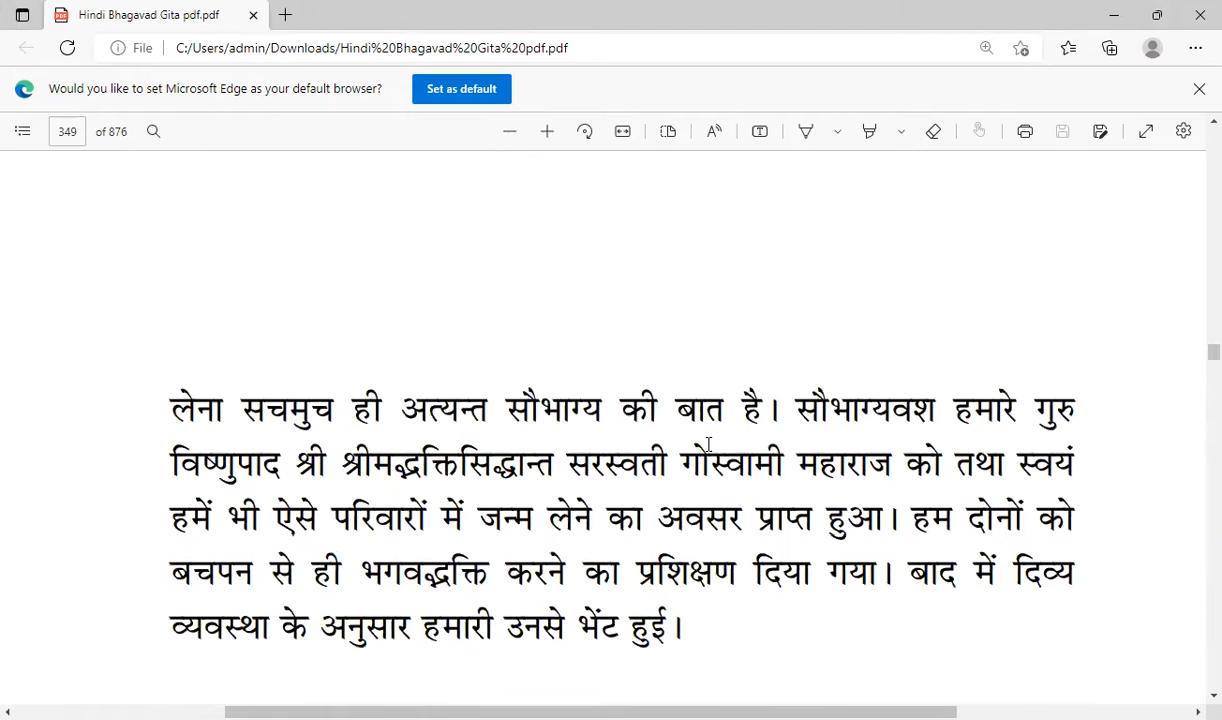 Hindi Bhagavad Gita pdf.pdf
File C:/Users/admin/Downloads/Hindi%20Bhagavad%20Gita%20pdf.pdf
Would you like to set Microsoft Edge as your default browser? Set as default
349 of 876
लेना सचमुच ही अत्यन्त सौभाग्य की बात है। सौभाग्यवश हमारे गुरु
विष्णुपाद श्री श्रीमद्भक्तिसिद्धान्त सरस्वती गोस्वामी महाराज को तथा स्वयं
हमें भी ऐसे परिवारों में जन्म लेने का अवसर प्राप्त हुआ। हम दोनों को
बचपन से ही भगवद्भक्ति करने का प्रशिक्षण दिया गया। बाद में दिव्य
व्यवस्था के अनुसार हमारी उनसे भेंट हुई।